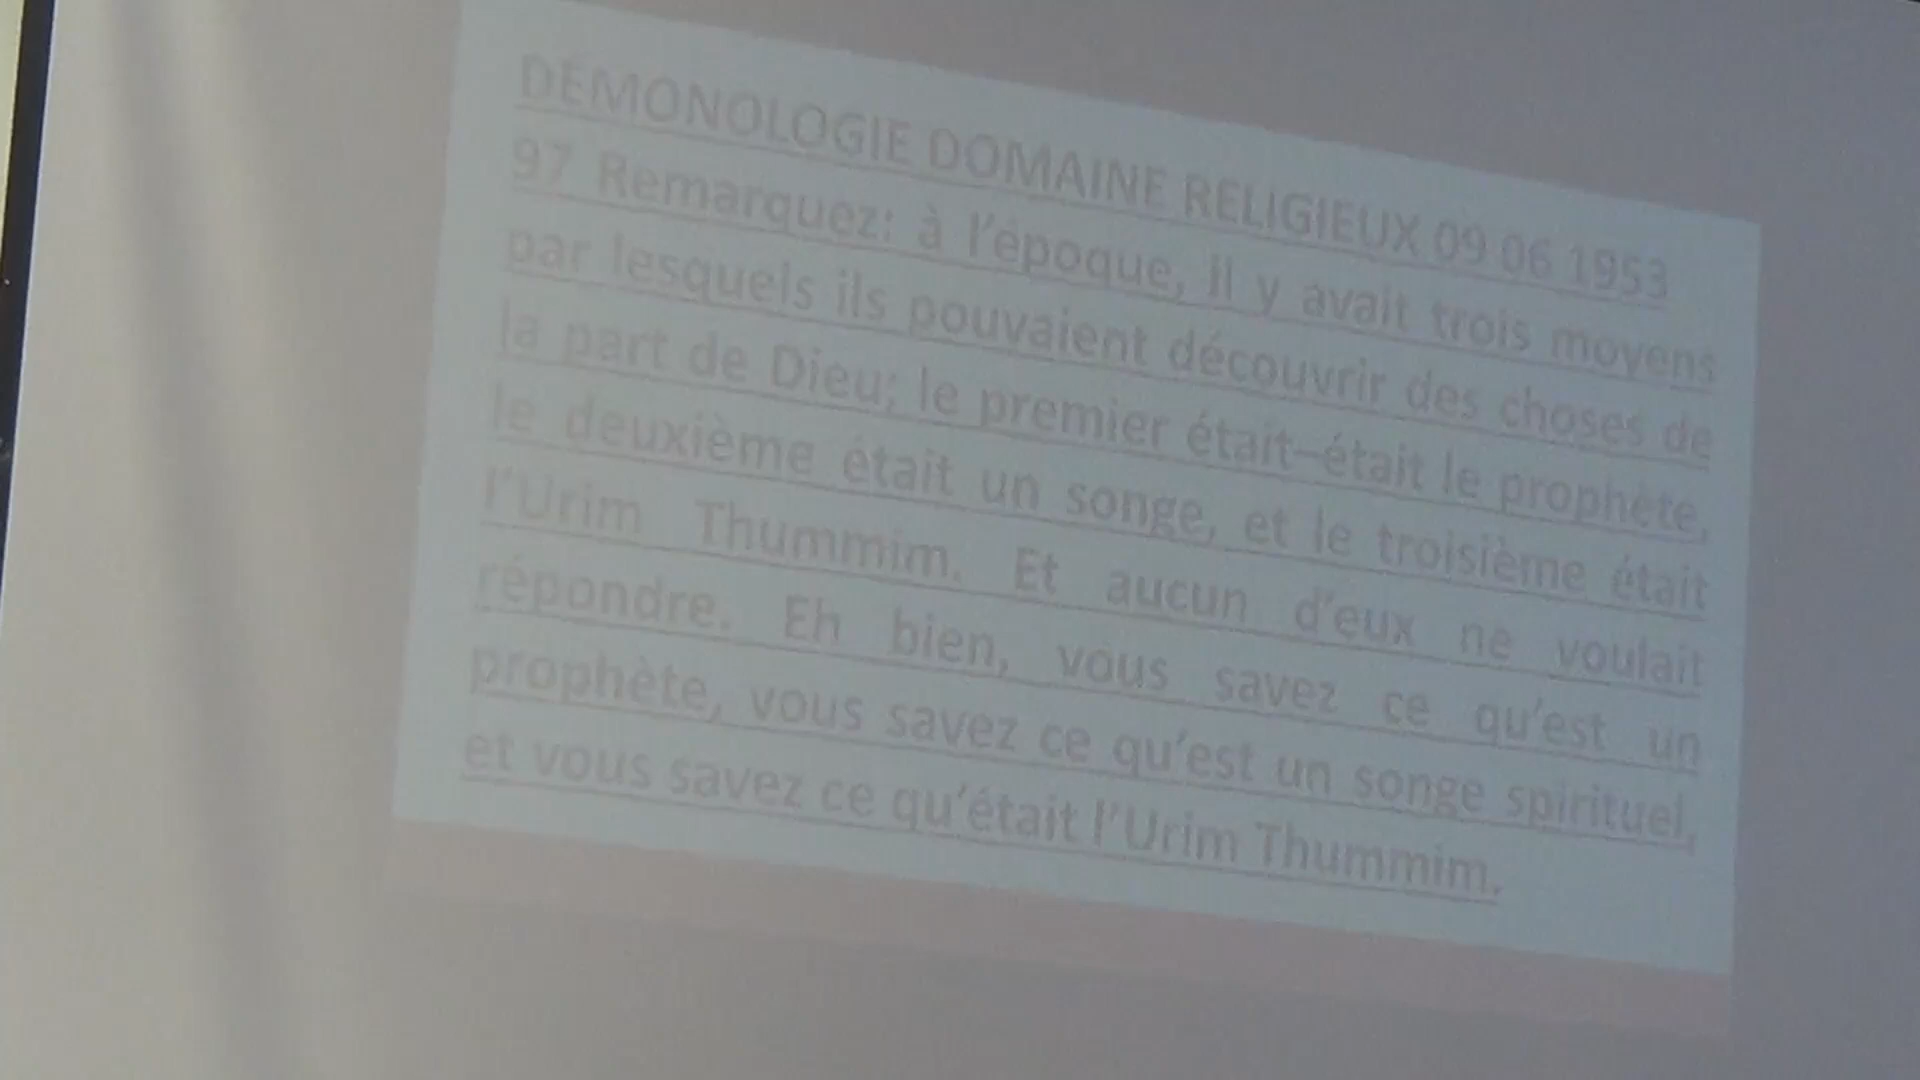 DÉMONOLOGIE DOMAINE RELIGIEUX 09 06 1953
97 Remarquez: à l'époque, il y avait trois moyens
par lesquels ils pouvaient découvrir des choses de
la part de Dieu; le premier était–était le prophète,
le deuxième était un songe, et le troisième était
l'Urim Thummim. Et aucun d'eux ne voulait
répondre. Eh bien, vous savez ce qu'est un
prophète, vous savez ce qu'est un songe spirituel,
et vous savez ce qu'était l'Urim Thummim.